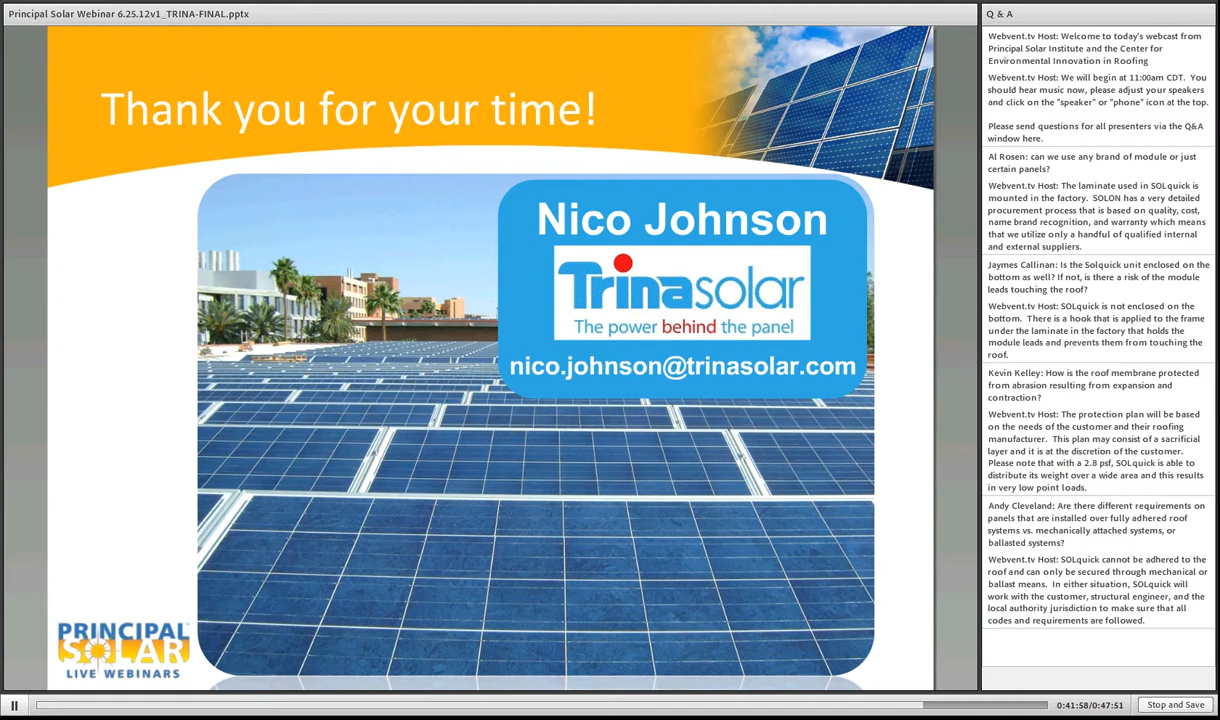 Principal Solar Webinar 6.25.12v1_TRINA-FINAL.pptx
Thank you for your time!
Nico Johnson
Trinasolar
The power behind the panel
nico.johnson@trinasolar.com
PRINCIPAL
SOLAR
LIVE WEBINARS
Q & A
Webvent.tv Host: Welcome to today's webcast from
Principal Solar Institute and the Center for
Environmental Innovation in Roofing
Webvent.tv Host: We will begin at 11:00am CDT.  You
should hear music now, please adjust your speakers
and click on the "speaker" or "phone" icon at the top.
Please send questions for all presenters via the Q&A
window here.
Al Rosen: can we use any brand of module or just
certain panels?
Webvent.tv Host: The laminate used in SOLquick is
mounted in the factory.  SOLON has a very detailed
procurement process that is based on quality, cost,
name brand recognition, and warranty which means
that we utilize only a handful of qualified internal
and external suppliers.
Jaymes Callinan: Is the Solquick unit enclosed on the
bottom as well? If not, is there a risk of the module
leads touching the roof?
Webvent.tv Host: SOLquick is not enclosed on the
bottom.  There is a hook that is applied to the frame
under the laminate in the factory that holds the
module leads and prevents them from touching the
roof.
Kevin Kelley: How is the roof membrane protected
from abrasion resulting from expansion and
contraction?
Webvent.tv Host: The protection plan will be based
on the needs of the customer and their roofing
manufacturer.  This plan may consist of a sacrificial
layer and it is at the discretion of the customer.
Please note that with a 2.8 psf, SOLquick is able to
distribute its weight over a wide area and this results
in very low point loads.
Andy Cleveland: Are there different requirements on
panels that are installed over fully adhered roof
systems vs. mechanically attached systems, or
ballasted systems?
Webvent.tv Host: SOLquick cannot be adhered to the
roof and can only be secured through mechanical or
ballast means.  In either situation, SOLquick will
work with the customer, structural engineer, and the
local authority jurisdiction to make sure that all
codes and requirements are followed.
0:41:58/0:47:51
Stop and Save